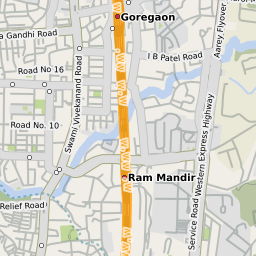 Goregaon
a Gandhi Road
I B Patel Road
Aarey Flyover
Road No. 16
Swami Vivekanand Road
Road No. 10
Ram Mandir
Relief Road
Service Road Western Express Highway